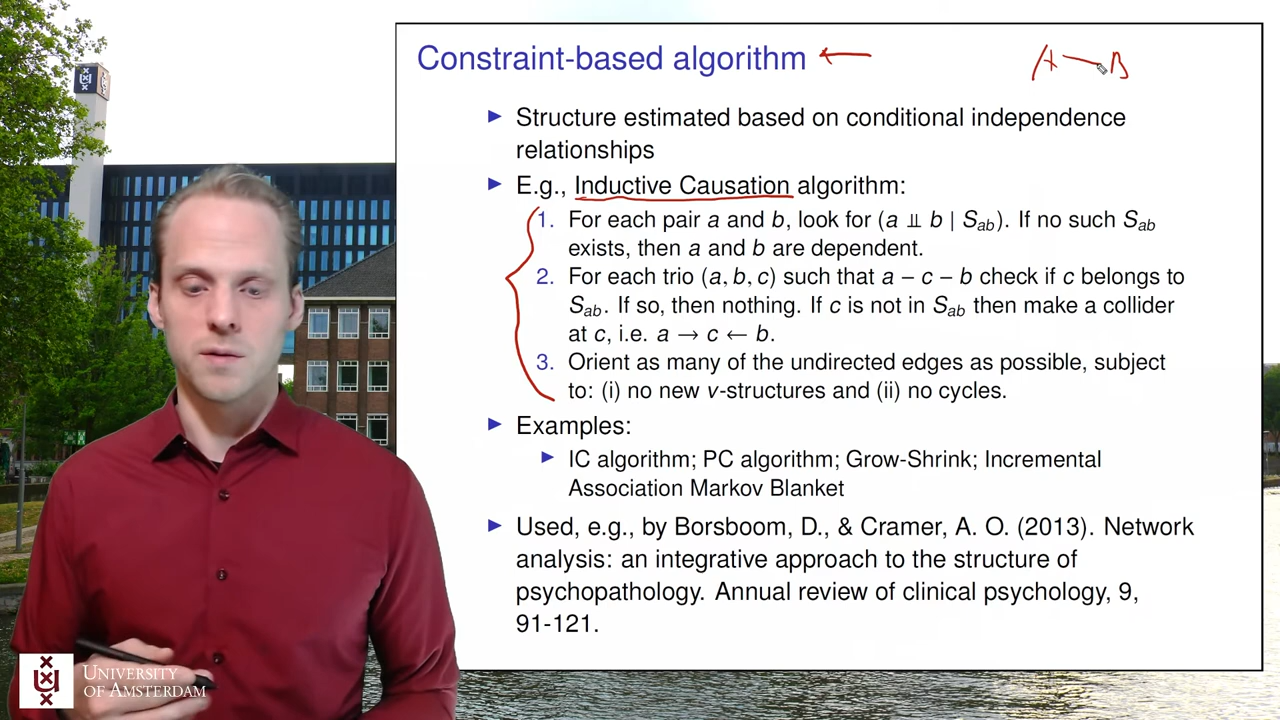 Constraint-based algorithm ←
A — B
► Structure estimated based on conditional independence
relationships
► E.g., Inductive Causation algorithm:
1. For each pair a and b, look for (a ⫫ b | Sab). If no such Sab
exists, then a and b are dependent.
2. For each trio (a, b, c) such that a − c − b check if c belongs to
Sab. If so, then nothing. If c is not in Sab then make a collider
at c, i.e. a → c ← b.
3. Orient as many of the undirected edges as possible, subject
to: (i) no new v-structures and (ii) no cycles.
► Examples:
► IC algorithm; PC algorithm; Grow-Shrink; Incremental
Association Markov Blanket
► Used, e.g., by Borsboom, D., & Cramer, A. O. (2013). Network
analysis: an integrative approach to the structure of
psychopathology. Annual review of clinical psychology, 9,
91-121.
UNIVERSITY
OF AMSTERDAM